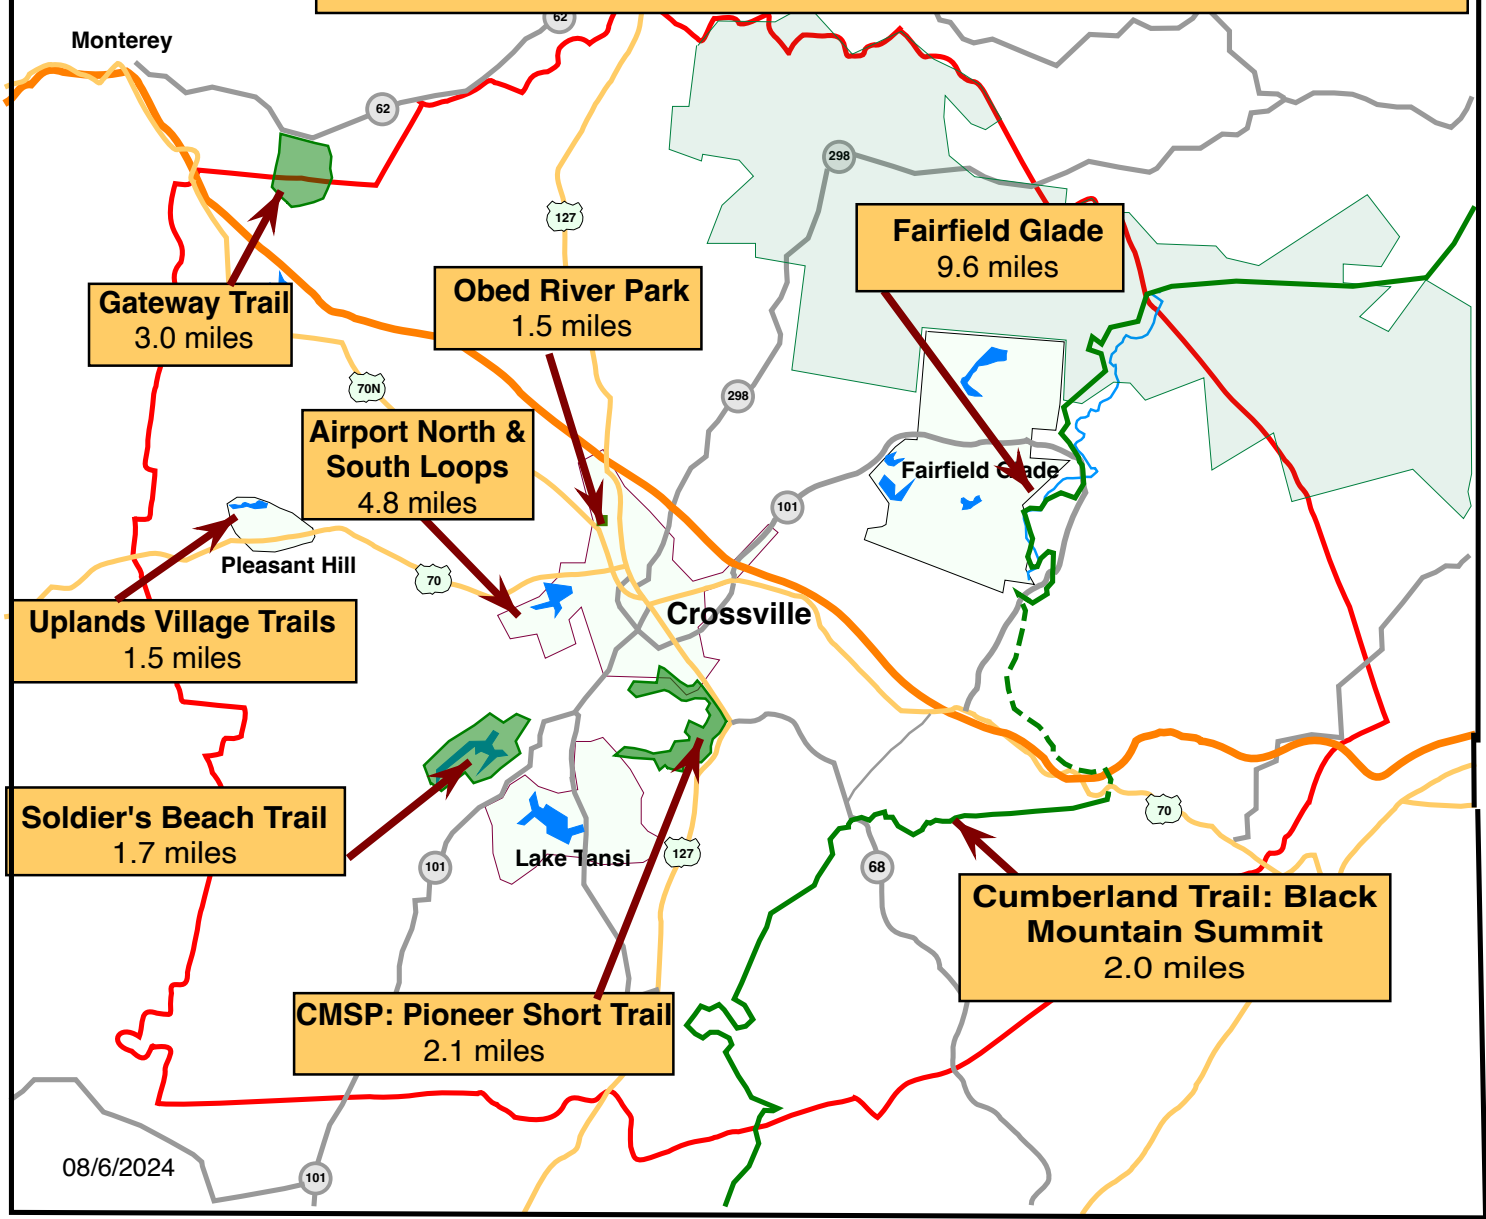 62
Monterey
62
298
127
Fairfield Glade
9.6 miles
Obed River Park
1.5 miles
Gateway Trail
3.0 miles
70N
298
Airport North &
South Loops
4.8 miles
Fairfield Glade
101
Pleasant Hill
70
Crossville
Uplands Village Trails
1.5 miles
Soldier's Beach Trail
1.7 miles
70
Lake Tansi
127
101
68
Cumberland Trail: Black
Mountain Summit
2.0 miles
CMSP: Pioneer Short Trail
2.1 miles
08/6/2024
101